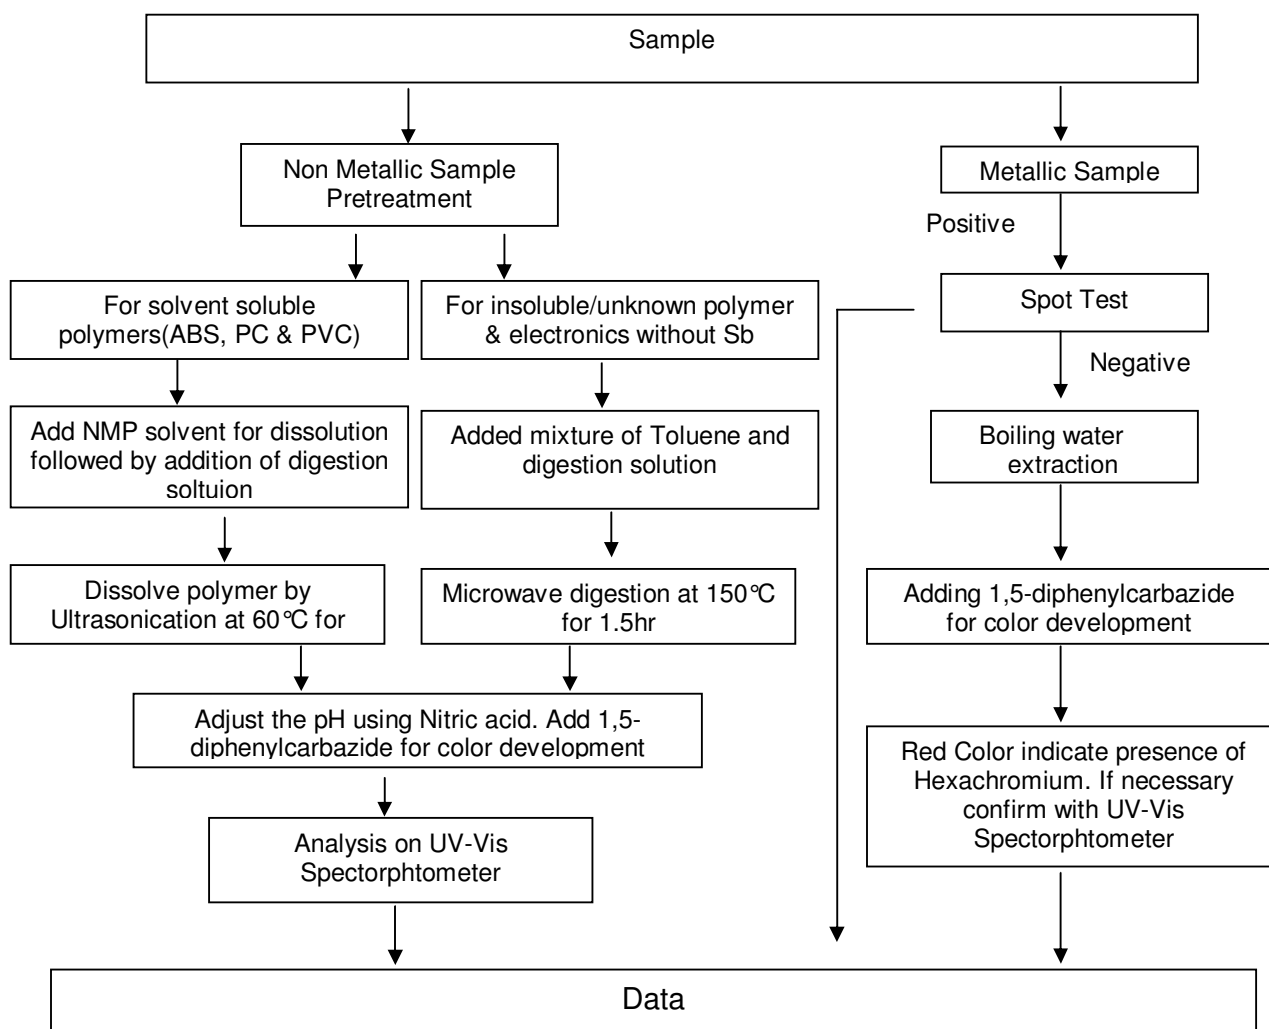 Sample
Non Metallic Sample
Pretreatment
Metallic Sample
Positive
For solvent soluble
polymers(ABS, PC & PVC)
For insoluble/unknown polymer
& electronics without Sb
Spot Test
Negative
Add NMP solvent for dissolution
followed by addition of digestion
soltuion
Added mixture of Toluene and
digestion solution
Boiling water
extraction
Dissolve polymer by
Ultrasonication at 60°C for
Microwave digestion at 150°C
for 1.5hr
Adding 1,5-diphenylcarbazide
for color development
Adjust the pH using Nitric acid. Add 1,5-
diphenylcarbazide for color development
Red Color indicate presence of
Hexachromium. If necessary
confirm with UV-Vis
Spectorphtometer
Analysis on UV-Vis
Spectorphtometer
Data